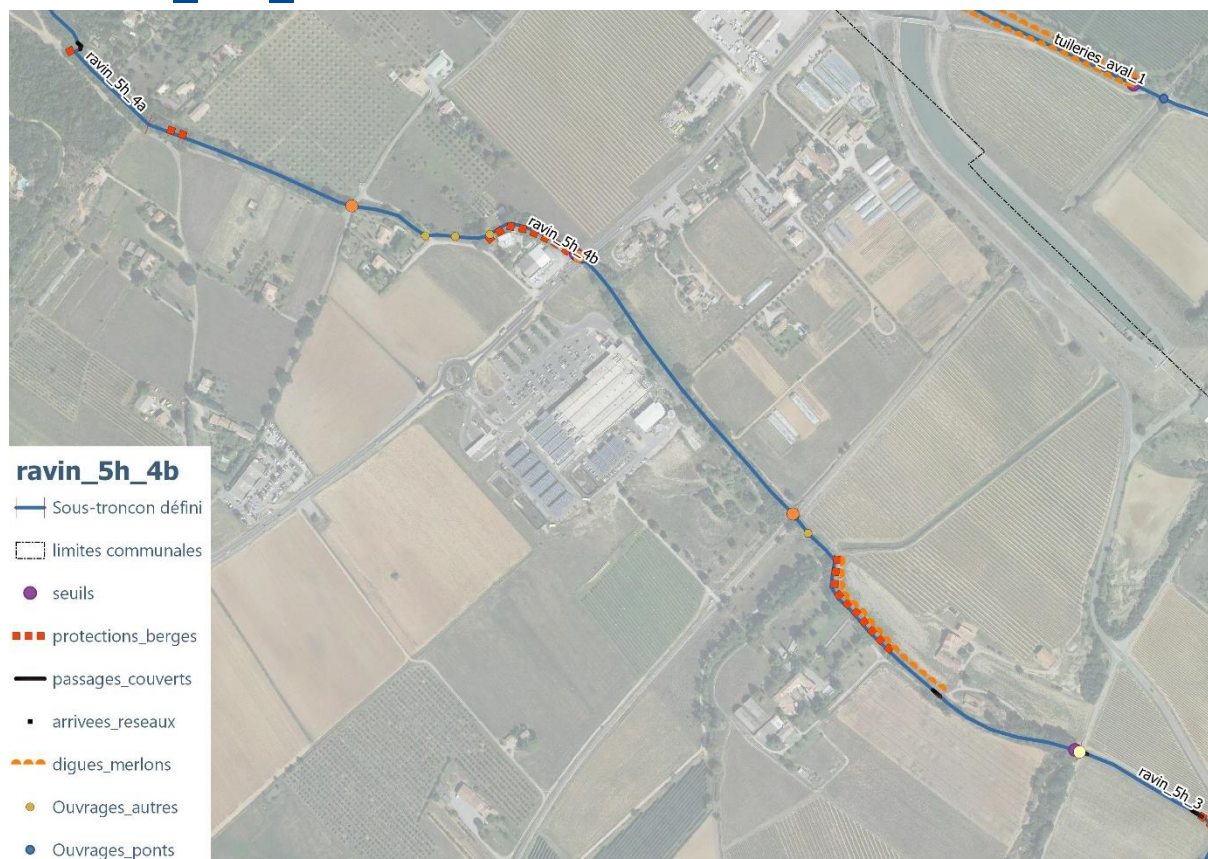 tuileries_aval_1
ravin_5h_4a
ravin_5h_4b
ravin_5h_3
ravin_5h_4b
Sous-troncon défini
limites communales
seuils
protections_berges
passages_couverts
arrivees_reseaux
digues_merlons
Ouvrages_autres
Ouvrages_ponts